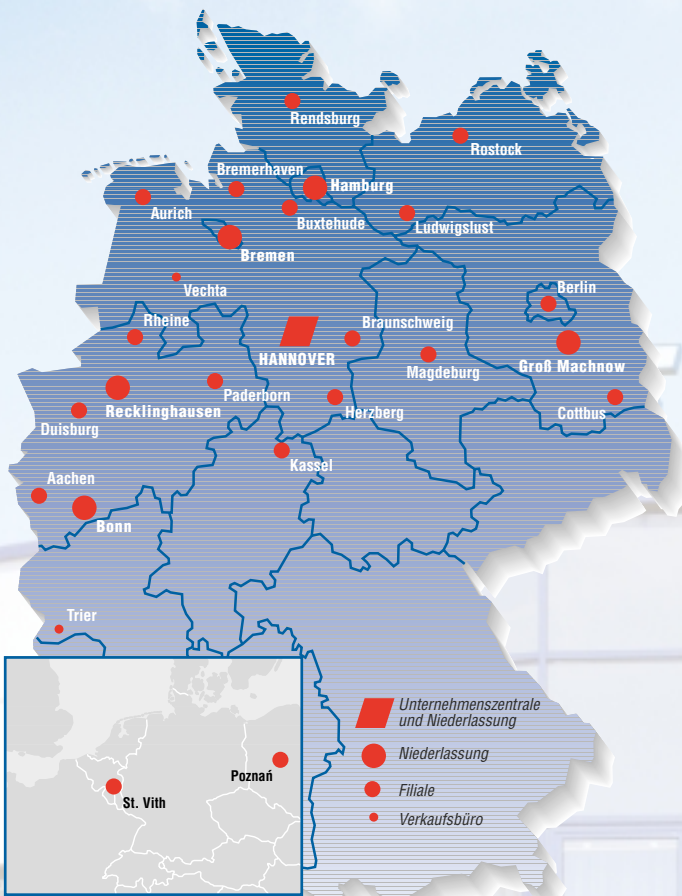 Rendsburg
Rostock
Bremerhaven
Hamburg
Aurich
Buxtehude
Ludwigslust
Bremen
Vechta
Berlin
Rheine
Braunschweig
HANNOVER
Magdeburg
Groß Machnow
Paderborn
Herzberg
Recklinghausen
Cottbus
Duisburg
Kassel
Aachen
Bonn
Trier
Unternehmenszentrale
und Niederlassung
Niederlassung
Filiale
Verkaufsbüro
Poznań
St. Vith